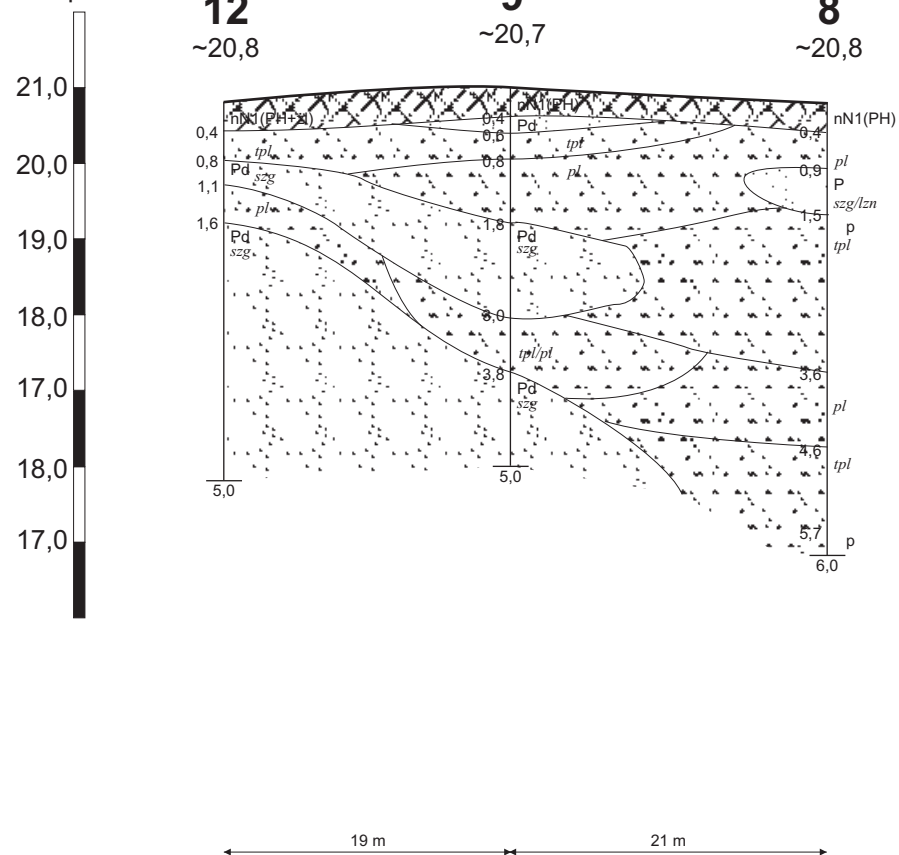 12
9
8
~20,8
~20,7
~20,8
21,0
20,0
19,0
18,0
17,0
18,0
17,0
nN1(PH+żl)
0,4
tpl
0,8
Pd
szg
1,1
pl
1,6
Pd
szg
5,0
nN1(PH)
0,4
Pd
0,6
tpl
0,8
pl
1,8
Pd
szg
3,0
tpl/pl
3,8
Pd
szg
5,0
nN1(PH)
0,4
pl
0,9
P
szg/lzn
1,5
p
tpl
3,6
pl
4,6
tpl
5,7
p
6,0
19 m
21 m